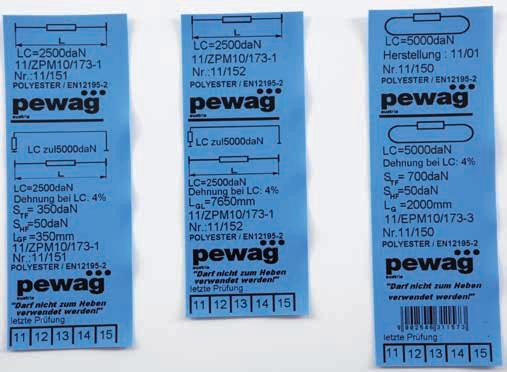 L
LC=2500daN
11/ZPM10/173-1
Nr.:11/151
POLYESTER / EN12195-2
pewag
austria
LC zul5000daN
L
LC=2500daN
Dehnung bei LC: 4%
STF= 350daN
SHF=50daN
LGF=350mm
11/ZPM10/173-1
Nr.:11/151
POLYESTER / EN12195-2
pewag
austria
"Darf nicht zum Heben
verwendet werden!"
letzte Prüfung :
11 12 13 14 15
L
LC=2500daN
11/ZPM10/173-1
Nr.:11/152
POLYESTER / EN12195-2
pewag
austria
LC zul5000daN
L
LC=2500daN
Dehnung bei LC: 4%
LGL=7650mm
11/ZPM10/173-1
Nr.:11/152
POLYESTER / EN12195-2
pewag
austria
"Darf nicht zum Heben
verwendet werden!"
letzte Prüfung :
11 12 13 14 15
LC=5000daN
Herstellung : 11/01
Nr.11/150
POLYESTER / EN12195-2
pewag
austria
LC=5000daN
Dehnung bei LC: 4%
STF= 700daN
SHF=50daN
LG =2000mm
11/EPM10/173-3
Nr.:11/150
POLYESTER / EN12195-2
pewag
austria
"Darf nicht zum Heben
verwendet werden!"
9 002546 311573
letzte Prüfung :
11 12 13 14 15